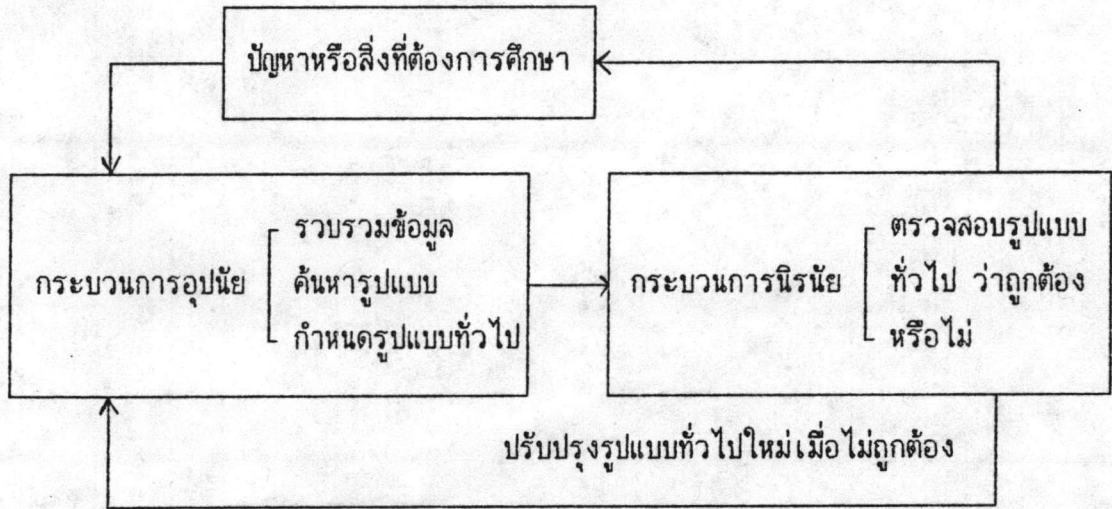 ปัญหาหรือสิ่งที่ต้องการศึกษา
กระบวนการอุปนัย
รวบรวมข้อมูล
ค้นหารูปแบบ
กำหนดรูปแบบทั่วไป
กระบวนการนิรนัย
ตรวจสอบรูปแบบ
ทั่วไป ว่าถูกต้อง
หรือไม่
ปรับปรุงรูปแบบทั่วไปใหม่เมื่อไม่ถูกต้อง